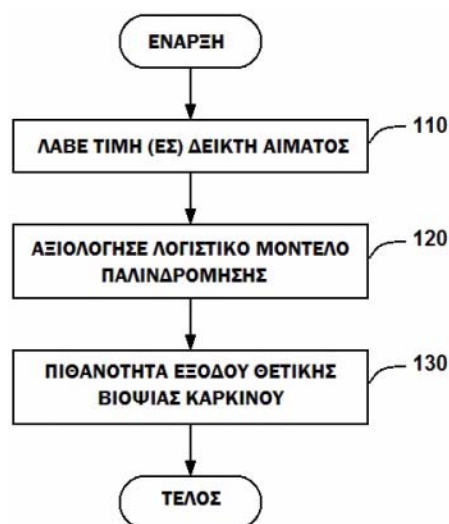 ΕΝΑΡΞΗ
ΛΑΒΕ ΤΙΜΗ (ΕΣ) ΔΕΙΚΤΗ ΑΙΜΑΤΟΣ
110
ΑΞΙΟΛΟΓΗΣΕ ΛΟΓΙΣΤΙΚΟ ΜΟΝΤΕΛΟ
ΠΑΛΙΝΔΡΟΜΗΣΗΣ
120
ΠΙΘΑΝΟΤΗΤΑ ΕΞΟΔΟΥ ΘΕΤΙΚΗΣ
ΒΙΟΨΙΑΣ ΚΑΡΚΙΝΟΥ
130
ΤΕΛΟΣ